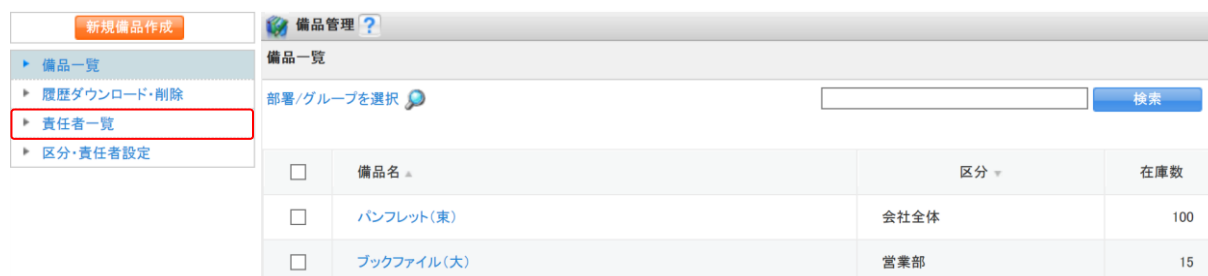 新規備品作成
備品一覧
履歴ダウンロード・削除
責任者一覧
区分・責任者設定
備品管理 ?
備品一覧
部署/グループを選択
検索
備品名 区分 在庫数
パンフレット(束) 会社全体 100
ブックファイル(大) 営業部 15